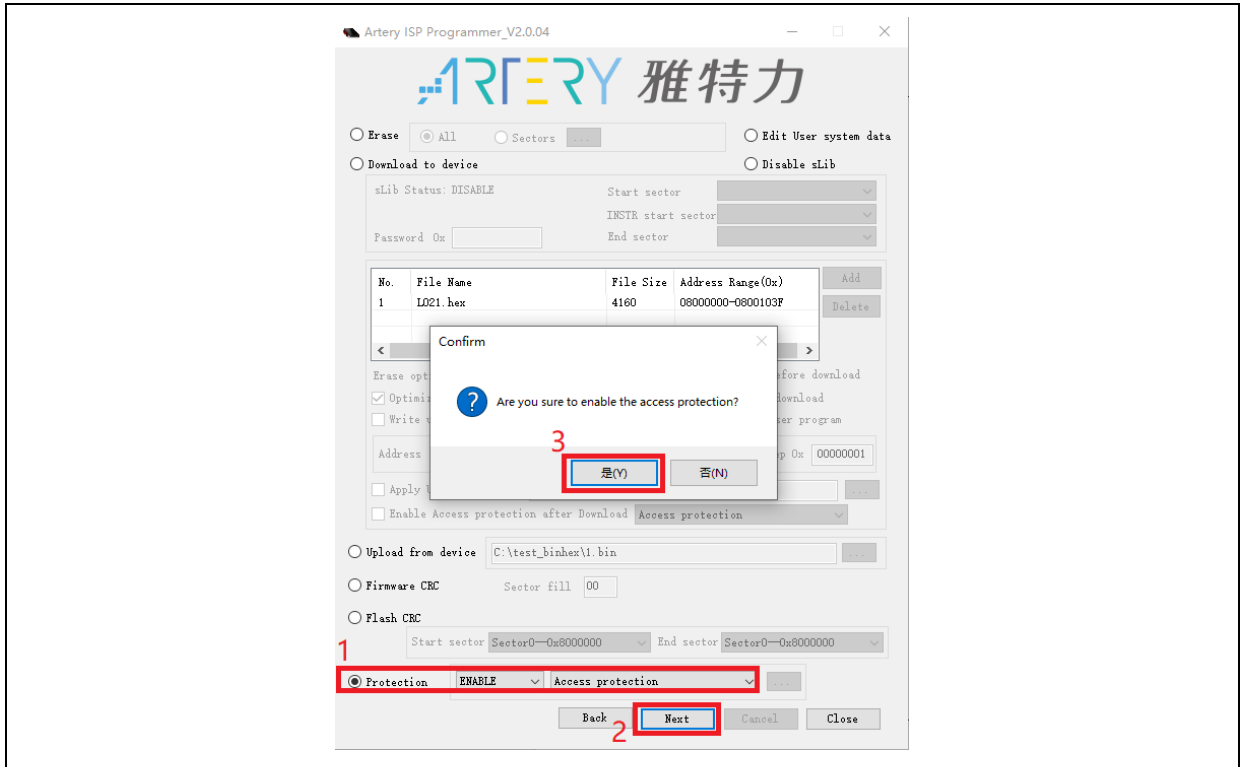 Artery ISP Programmer_V2.0.04
ARTERY 雅特力
Erase All Sectors ... Edit User system data
Download to device Disable sLib
sLib Status: DISABLE Start sector
INSTR start sector
Password 0x End sector
No. File Name File Size Address Range(0x) Add
1 L021.hex 4160 08000000-0800103F Delete
Confirm
Erase download
Are you sure to enable the access protection?
Write program
3
Address 0x 00000001
是(Y) 否(N)
Apply ...
Enable Access protection after Download Access protection
Upload from device C:\test_binhex\1.bin ...
Firmware CRC Sector fill 00
Flash CRC
Start sector Sector0—0x8000000 End sector Sector0—0x8000000
1
Protection ENABLE Access protection ...
Back Next Cancel Close
2